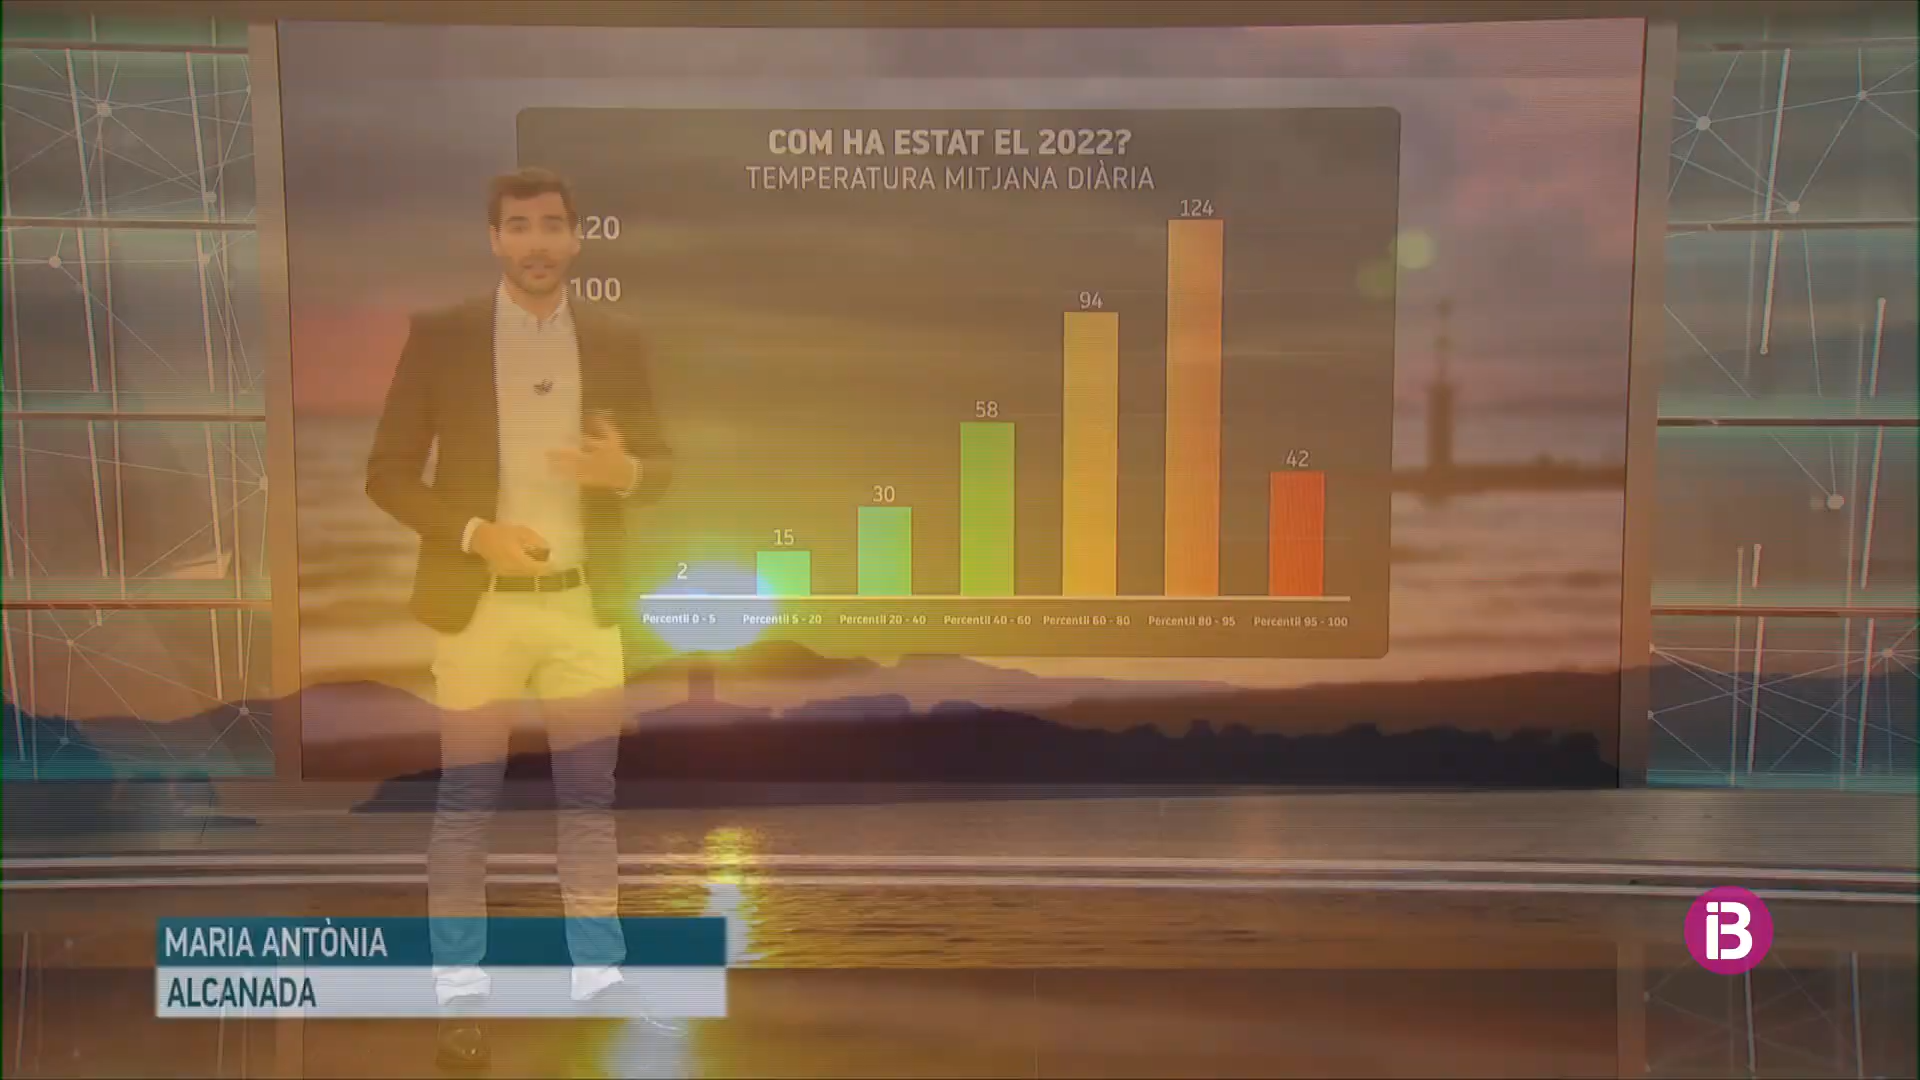 COM HA ESTAT EL 2022?
TEMPERATURA MITJANA DIÀRIA
120
100
2
15
30
58
94
124
42
Percentil 0 - 5
Percentil 5 - 20
Percentil 20 - 40
Percentil 40 - 60
Percentil 60 - 80
Percentil 80 - 95
Percentil 95 - 100
MARIA ANTÒNIA
ALCANADA
iB